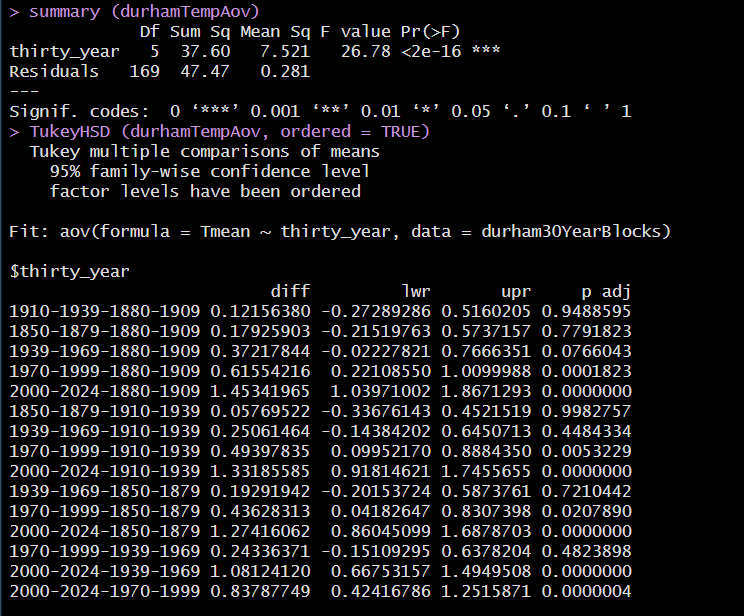 > summary (durhamTempAov)
             Df Sum Sq Mean Sq F value Pr(>F)
thirty_year   5  37.60   7.521   26.78 <2e-16 ***
Residuals   169  47.47   0.281
---
Signif. codes:  0 ‘***’ 0.001 ‘**’ 0.01 ‘*’ 0.05 ‘.’ 0.1 ‘ ’ 1
> TukeyHSD (durhamTempAov, ordered = TRUE)
  Tukey multiple comparisons of means
    95% family-wise confidence level
    factor levels have been ordered

Fit: aov(formula = Tmean ~ thirty_year, data = durham30YearBlocks)

$thirty_year
                          diff         lwr       upr     p adj
1910-1939-1880-1909 0.12156380 -0.27289286 0.5160205 0.9488595
1850-1879-1880-1909 0.17925903 -0.21519763 0.5737157 0.7791823
1939-1969-1880-1909 0.37217844 -0.02227821 0.7666351 0.0766043
1970-1999-1880-1909 0.61554216  0.22108550 1.0099988 0.0001823
2000-2024-1880-1909 1.45341965  1.03971002 1.8671293 0.0000000
1850-1879-1910-1939 0.05769522 -0.33676143 0.4521519 0.9982757
1939-1969-1910-1939 0.25061464 -0.14384202 0.6450713 0.4484334
1970-1999-1910-1939 0.49397835  0.09952170 0.8884350 0.0053229
2000-2024-1910-1939 1.33185585  0.91814621 1.7455655 0.0000000
1939-1969-1850-1879 0.19291942 -0.20153724 0.5873761 0.7210442
1970-1999-1850-1879 0.43628313  0.04182647 0.8307398 0.0207890
2000-2024-1850-1879 1.27416062  0.86045099 1.6878703 0.0000000
1970-1999-1939-1969 0.24336371 -0.15109295 0.6378204 0.4823898
2000-2024-1939-1969 1.08124120  0.66753157 1.4949508 0.0000000
2000-2024-1970-1999 0.83787749  0.42416786 1.2515871 0.0000004